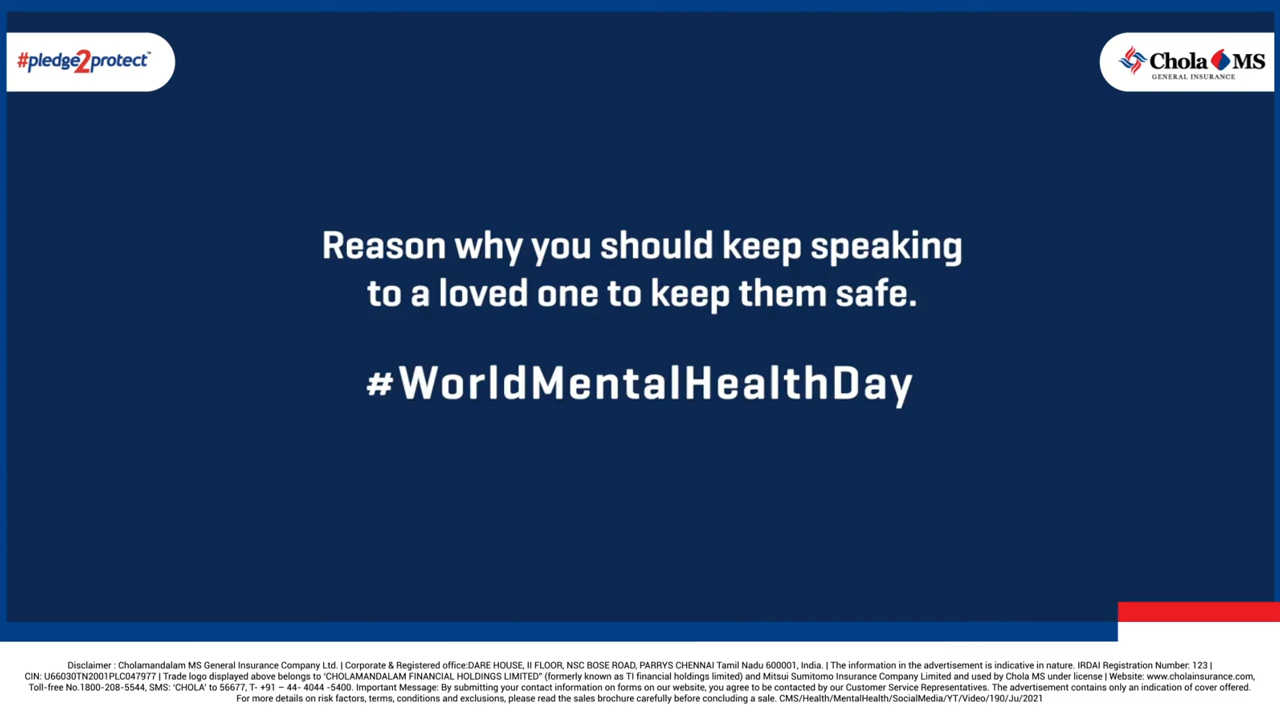 #pledge2protect™
Chola MS
GENERAL INSURANCE
Reason why you should keep speaking
to a loved one to keep them safe.
#WorldMentalHealthDay
Disclaimer : Cholamandalam MS General Insurance Company Ltd. | Corporate & Registered office:DARE HOUSE, II FLOOR, NSC BOSE ROAD, PARRYS CHENNAI Tamil Nadu 600001, India. | The information in the advertisement is indicative in nature. IRDAI Registration Number: 123 |
CIN: U66030TN2001PLC047977 | Trade logo displayed above belongs to ‘CHOLAMANDALAM FINANCIAL HOLDINGS LIMITED” (formerly known as TI financial holdings limited) and Mitsui Sumitomo Insurance Company Limited and used by Chola MS under license | Website: www.cholainsurance.com,
Toll-free No.1800-208-5544, SMS: ‘CHOLA’ to 56677, T- +91 – 44- 4044 -5400. Important Message: By submitting your contact information on forms on our website, you agree to be contacted by our Customer Service Representatives. The advertisement contains only an indication of cover offered.
For more details on risk factors, terms, conditions and exclusions, please read the sales brochure carefully before concluding a sale. CMS/Health/MentalHealth/SocialMedia/YT/Video/190/Ju/2021